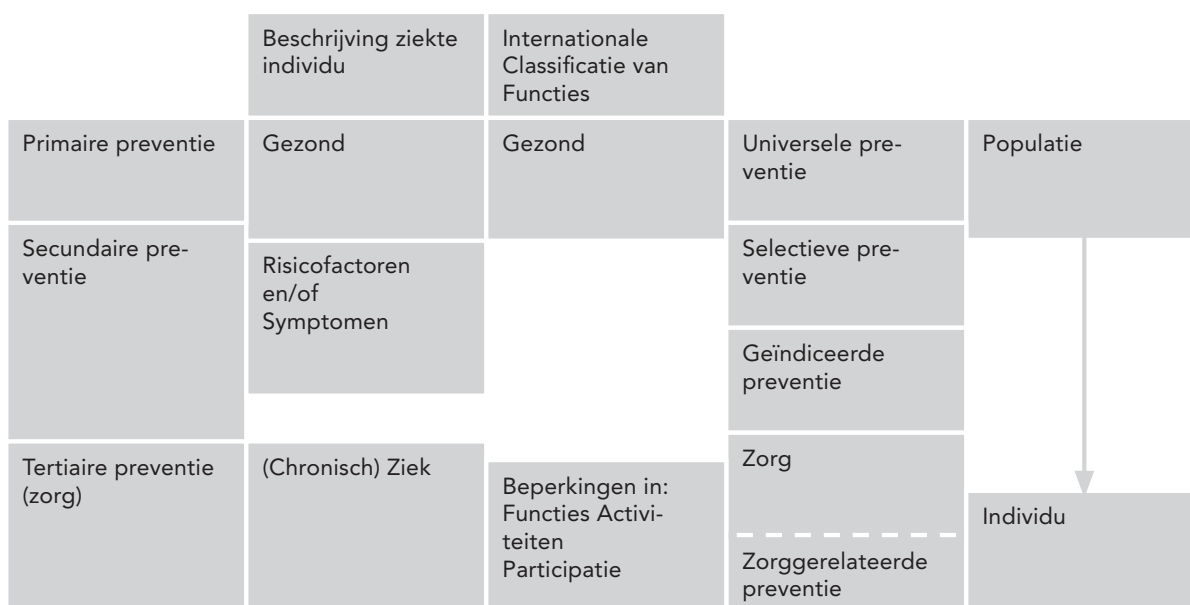 Beschrijving ziekte
individu
Internationale
Classificatie van
Functies
Primaire preventie
Gezond
Gezond
Universele pre-
ventie
Populatie
Secundaire pre-
ventie
Risicofactoren
en/of
Symptomen
Selectieve pre-
ventie
Geïndiceerde
preventie
Tertiaire preventie
(zorg)
(Chronisch) Ziek
Beperkingen in:
Functies Activi-
teiten
Participatie
Zorg
Zorggerelateerde
preventie
Individu